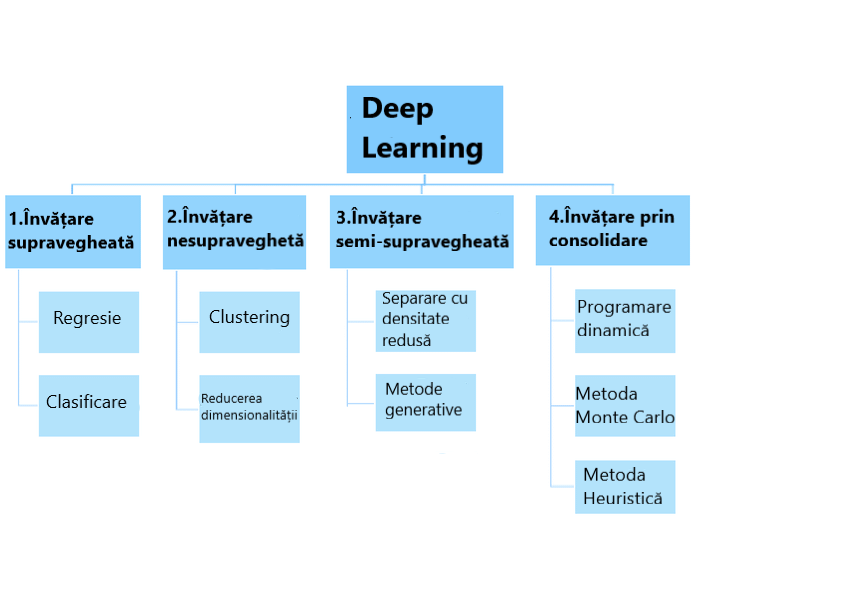 Deep
Learning
1.Învățare
supravegheată
2.Învățare
nesupraveghetă
3.Învățare
semi-supravegheată
4.Învățare prin
consolidare
Regresie
Clasificare
Clustering
Reducerea
dimensionalității
Separare cu
densitate
redusă
Metode
generative
Programare
dinamică
Metoda
Monte Carlo
Metoda
Heuristică